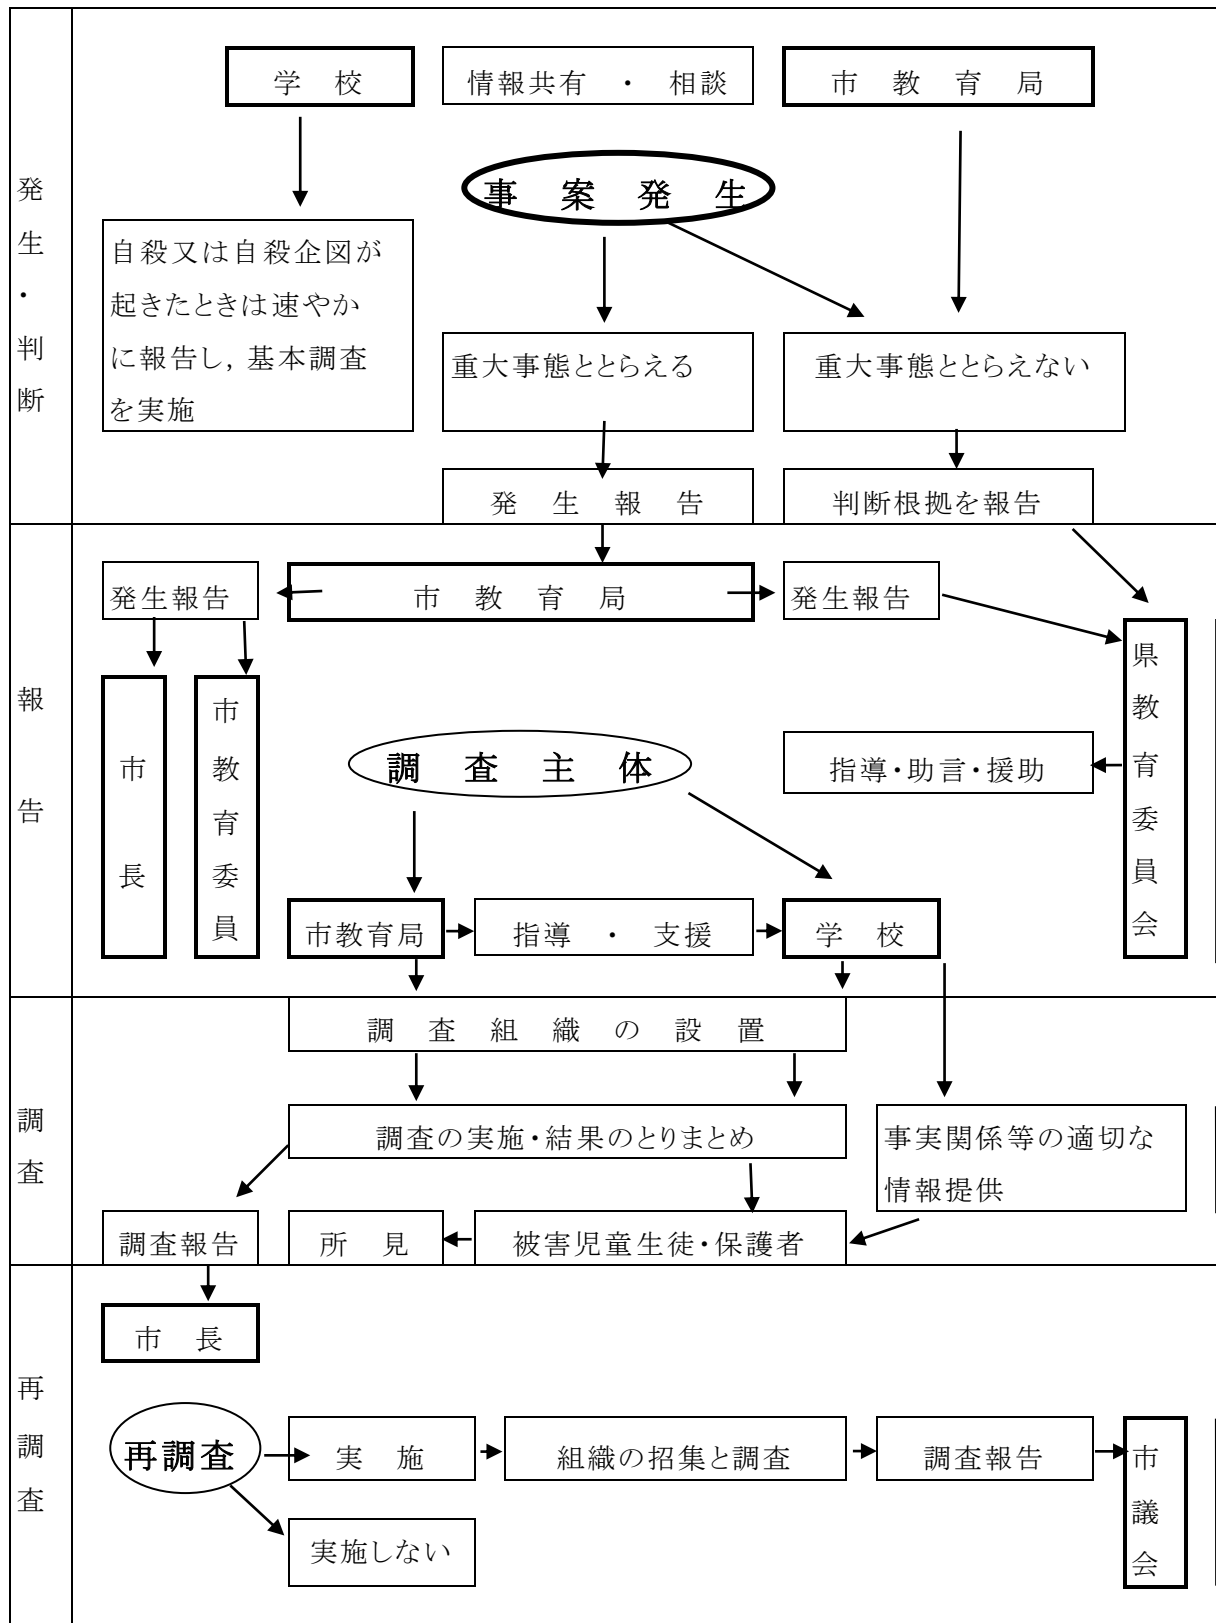 発生・判断
学　校
情報共有　・　相談
市　教　育　局
事　案　発　生
自殺又は自殺企図が
起きたときは速やか
に報告し，基本調査
を実施
重大事態ととらえる
重大事態ととらえない
発　生　報　告
判断根拠を報告
報告
発生報告
市　教　育　局
発生報告
市長
市教育委員
県教育委員会
調　査　主　体
指導・助言・援助
市教育局
指導　・　支援
学　校
調査
調　査　組　織　の　設　置
調査の実施・結果のとりまとめ
事実関係等の適切な
情報提供
調査報告
所　見
被害児童生徒・保護者
再調査
市　長
再調査
実　施
組織の招集と調査
調査報告
市議会
実施しない